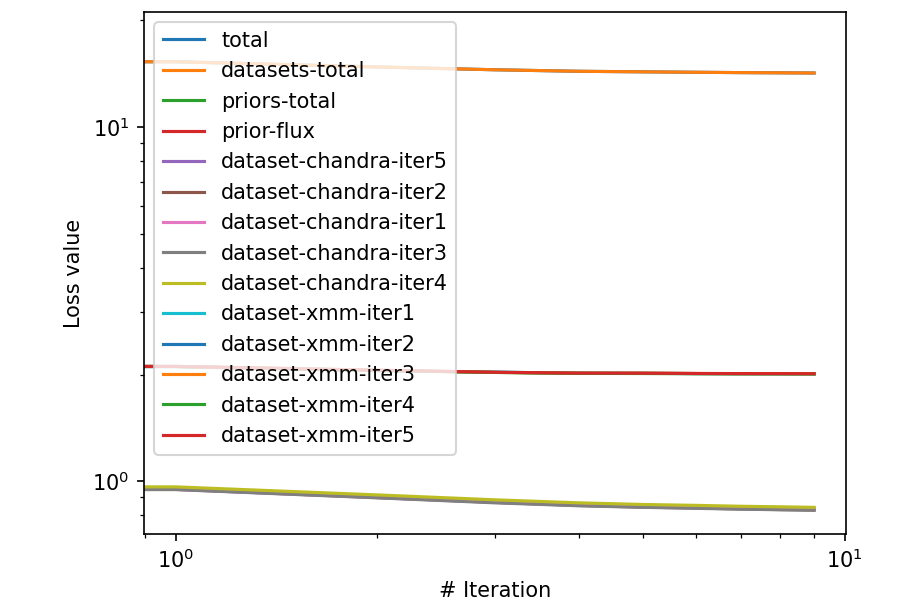 total
datasets-total
priors-total
prior-flux
dataset-chandra-iter5
dataset-chandra-iter2
dataset-chandra-iter1
dataset-chandra-iter3
dataset-chandra-iter4
dataset-xmm-iter1
dataset-xmm-iter2
dataset-xmm-iter3
dataset-xmm-iter4
dataset-xmm-iter5
10¹
10⁰
Loss value
10⁰ 10¹
# Iteration